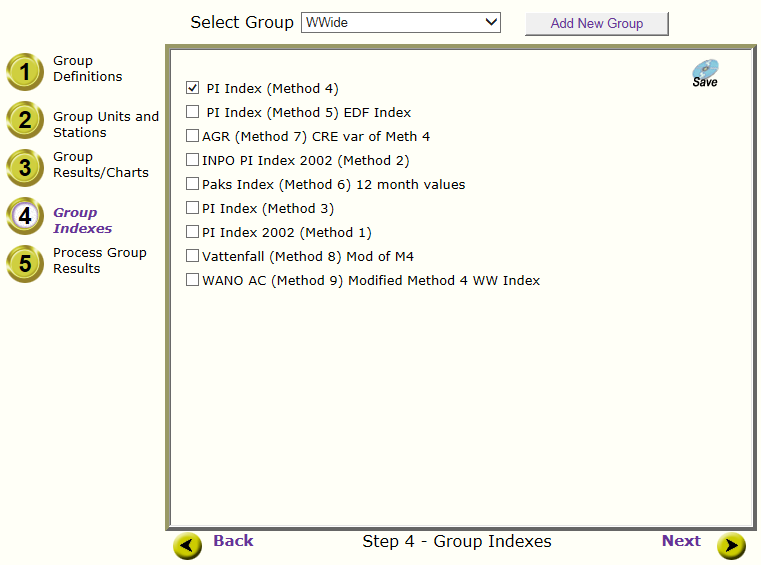 Select Group WWide Add New Group
1 Group
Definitions
2 Group Units and
Stations
3 Group
Results/Charts
4 Group
Indexes
5 Process Group
Results
Save
PI Index (Method 4)
PI Index (Method 5) EDF Index
AGR (Method 7) CRE var of Meth 4
INPO PI Index 2002 (Method 2)
Paks Index (Method 6) 12 month values
PI Index (Method 3)
PI Index 2002 (Method 1)
Vattenfall (Method 8) Mod of M4
WANO AC (Method 9) Modified Method 4 WW Index
Back Step 4 - Group Indexes Next